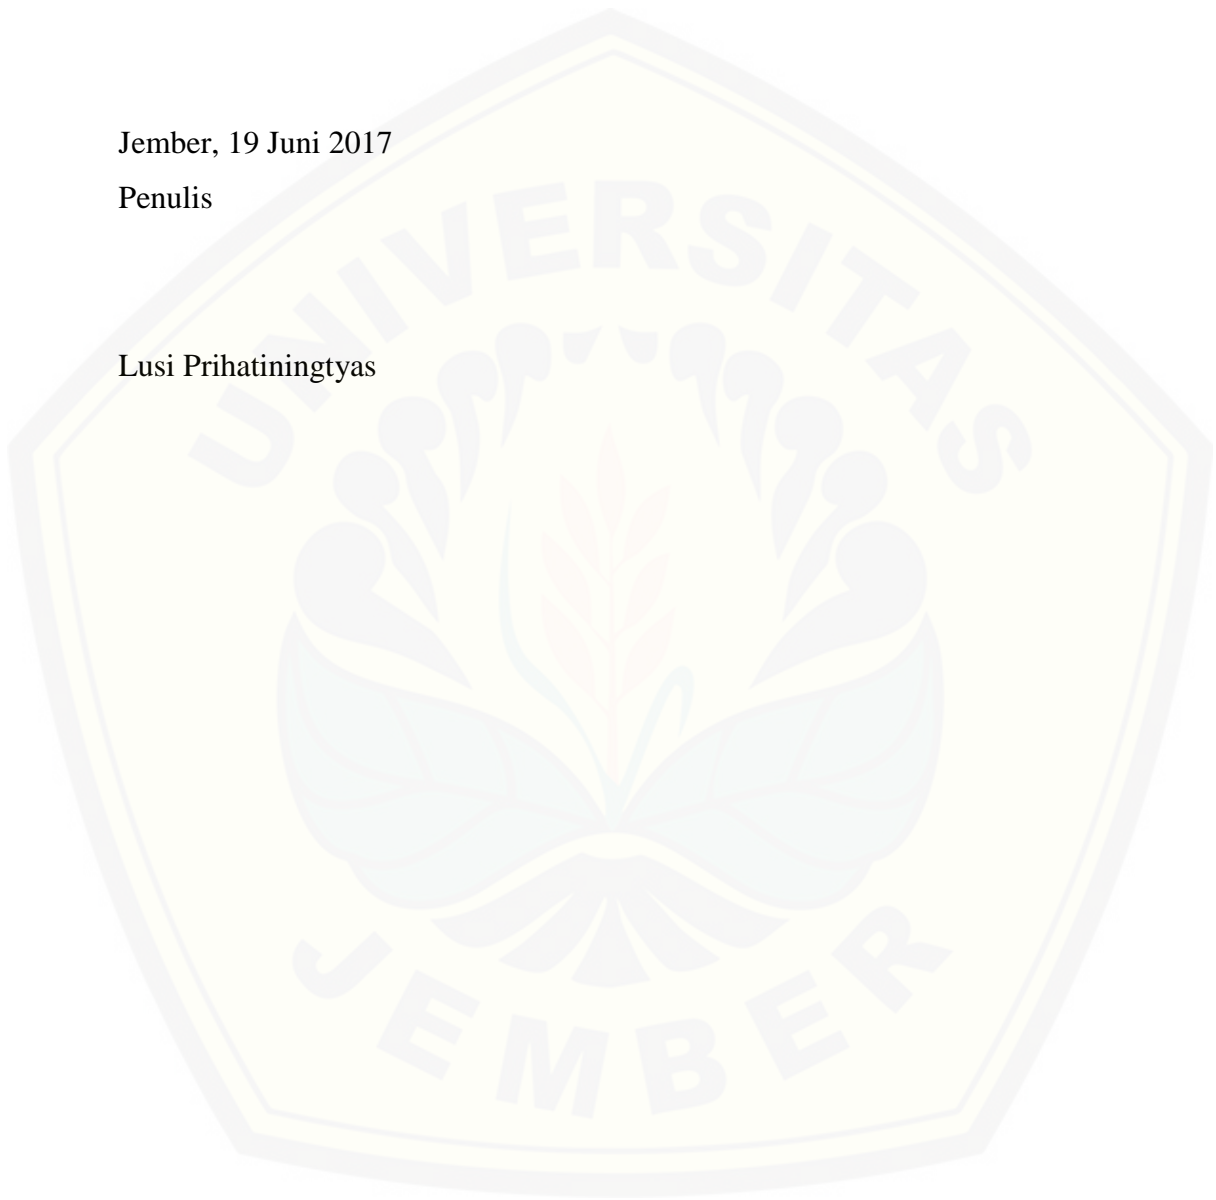 Jember, 19 Juni 2017
Penulis
Lusi Prihatiningtyas
UNIVERSITAS
JEMBER